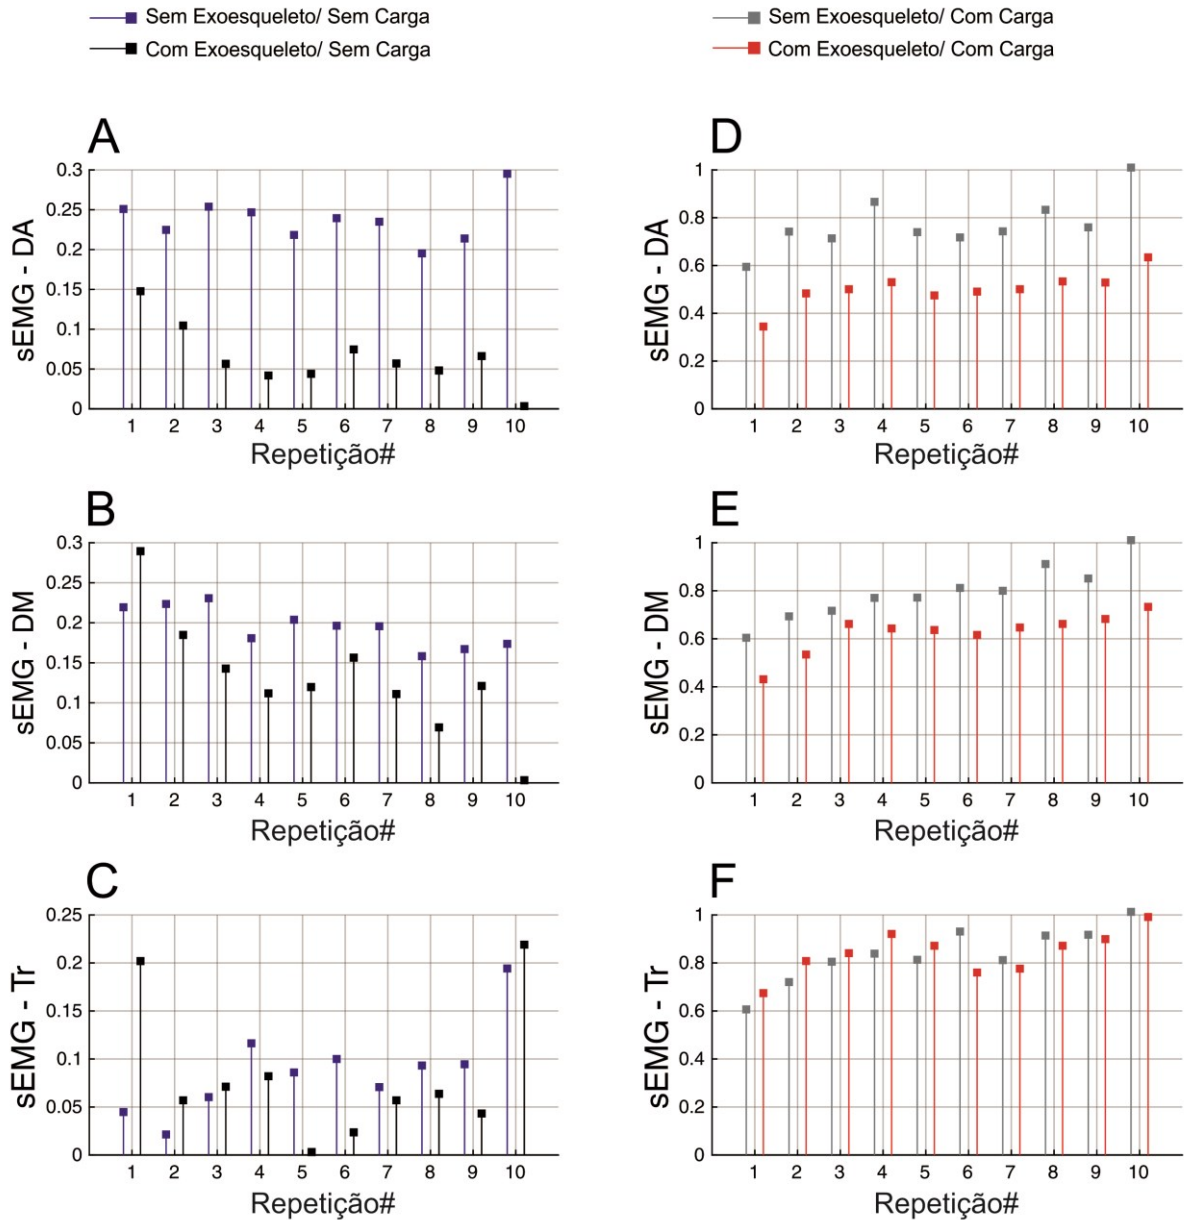 Sem Exoesqueleto/ Sem Carga
Com Exoesqueleto/ Sem Carga
Sem Exoesqueleto/ Com Carga
Com Exoesqueleto/ Com Carga
A
0.3
0.25
0.2
0.15
0.1
0.05
0
sEMG - DA
1 2 3 4 5 6 7 8 9 10
Repetição#
D
1
0.8
0.6
0.4
0.2
0
sEMG - DA
1 2 3 4 5 6 7 8 9 10
Repetição#
B
0.3
0.25
0.2
0.15
0.1
0.05
0
sEMG - DM
1 2 3 4 5 6 7 8 9 10
Repetição#
E
1
0.8
0.6
0.4
0.2
0
sEMG - DM
1 2 3 4 5 6 7 8 9 10
Repetição#
C
0.25
0.2
0.15
0.1
0.05
0
sEMG - Tr
1 2 3 4 5 6 7 8 9 10
Repetição#
F
1
0.8
0.6
0.4
0.2
0
sEMG - Tr
1 2 3 4 5 6 7 8 9 10
Repetição#